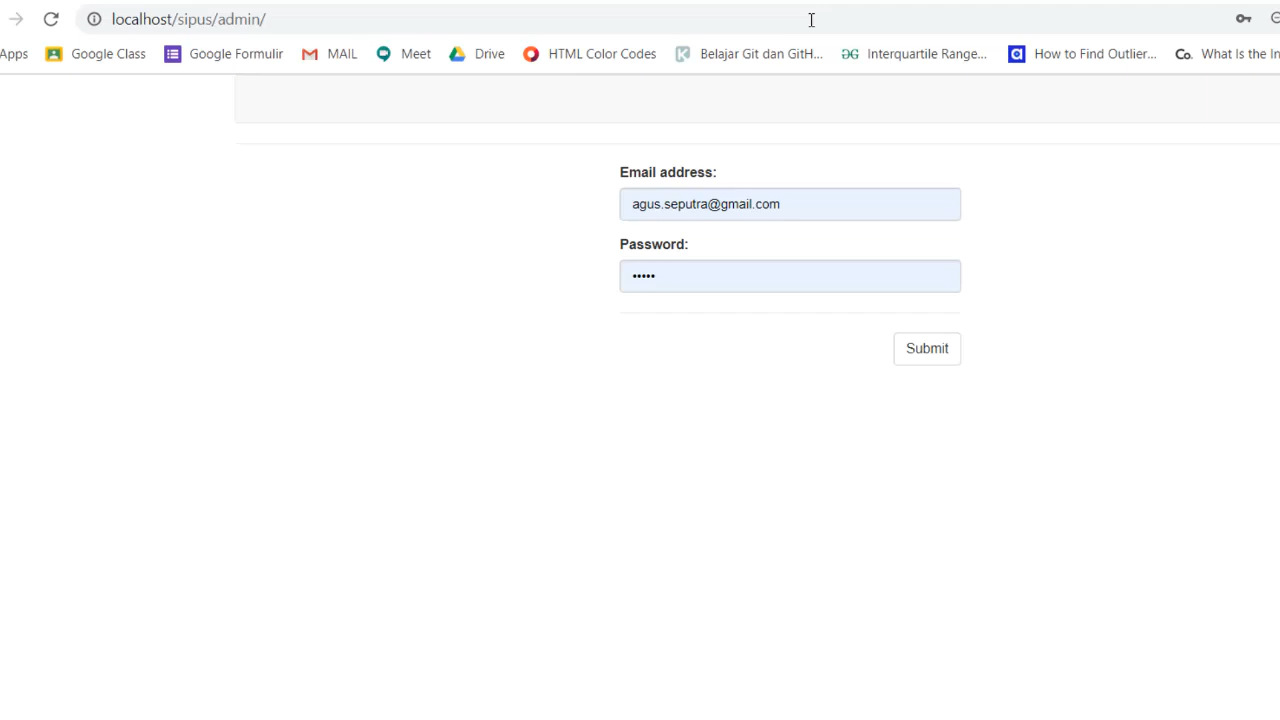 localhost/sipus/admin/
Apps Google Class Google Formulir MAIL Meet Drive HTML Color Codes Belajar Git dan GitH... Interquartile Range... How to Find Outlier... What Is the In
Email address:
agus.seputra@gmail.com
Password:
•••••
Submit